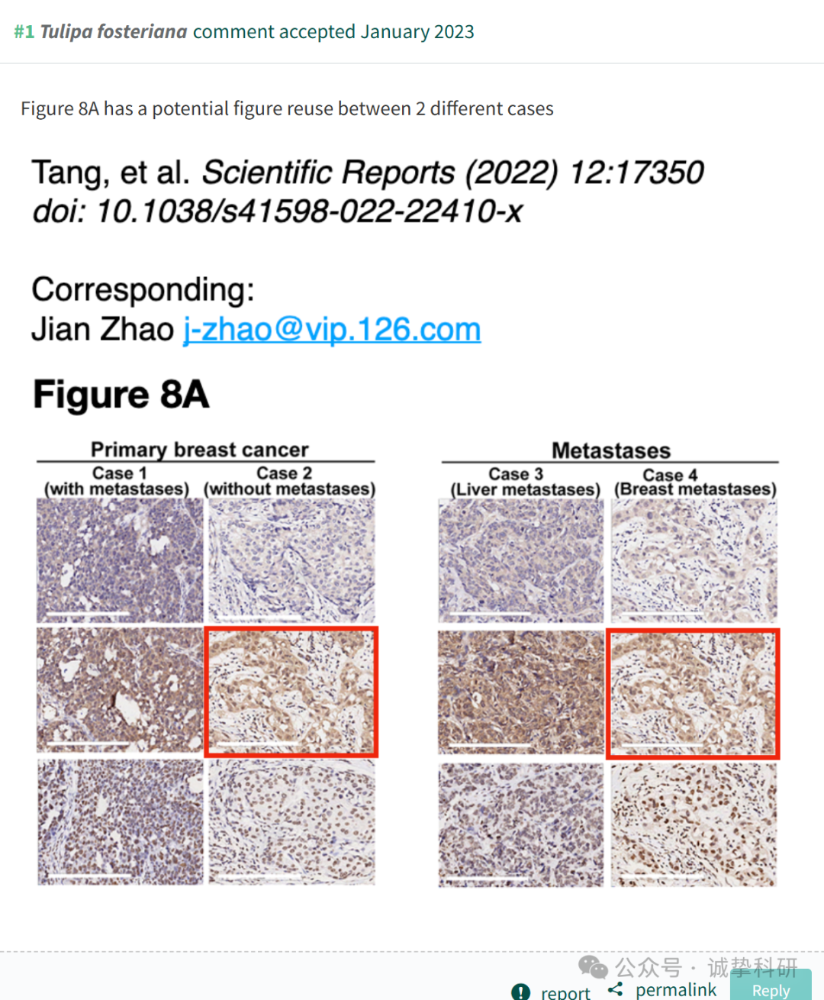 #1 Tulipa fosteriana comment accepted January 2023
Figure 8A has a potential figure reuse between 2 different cases
Tang, et al. Scientific Reports (2022) 12:17350
doi: 10.1038/s41598-022-22410-x
Corresponding:
Jian Zhao j-zhao@vip.126.com
Figure 8A
Primary breast cancer
Case 1
(with metastases)
Case 2
(without metastases)
Metastases
Case 3
(Liver metastases)
Case 4
(Breast metastases)
公众号 · 诚挚科研
report
permalink
Reply